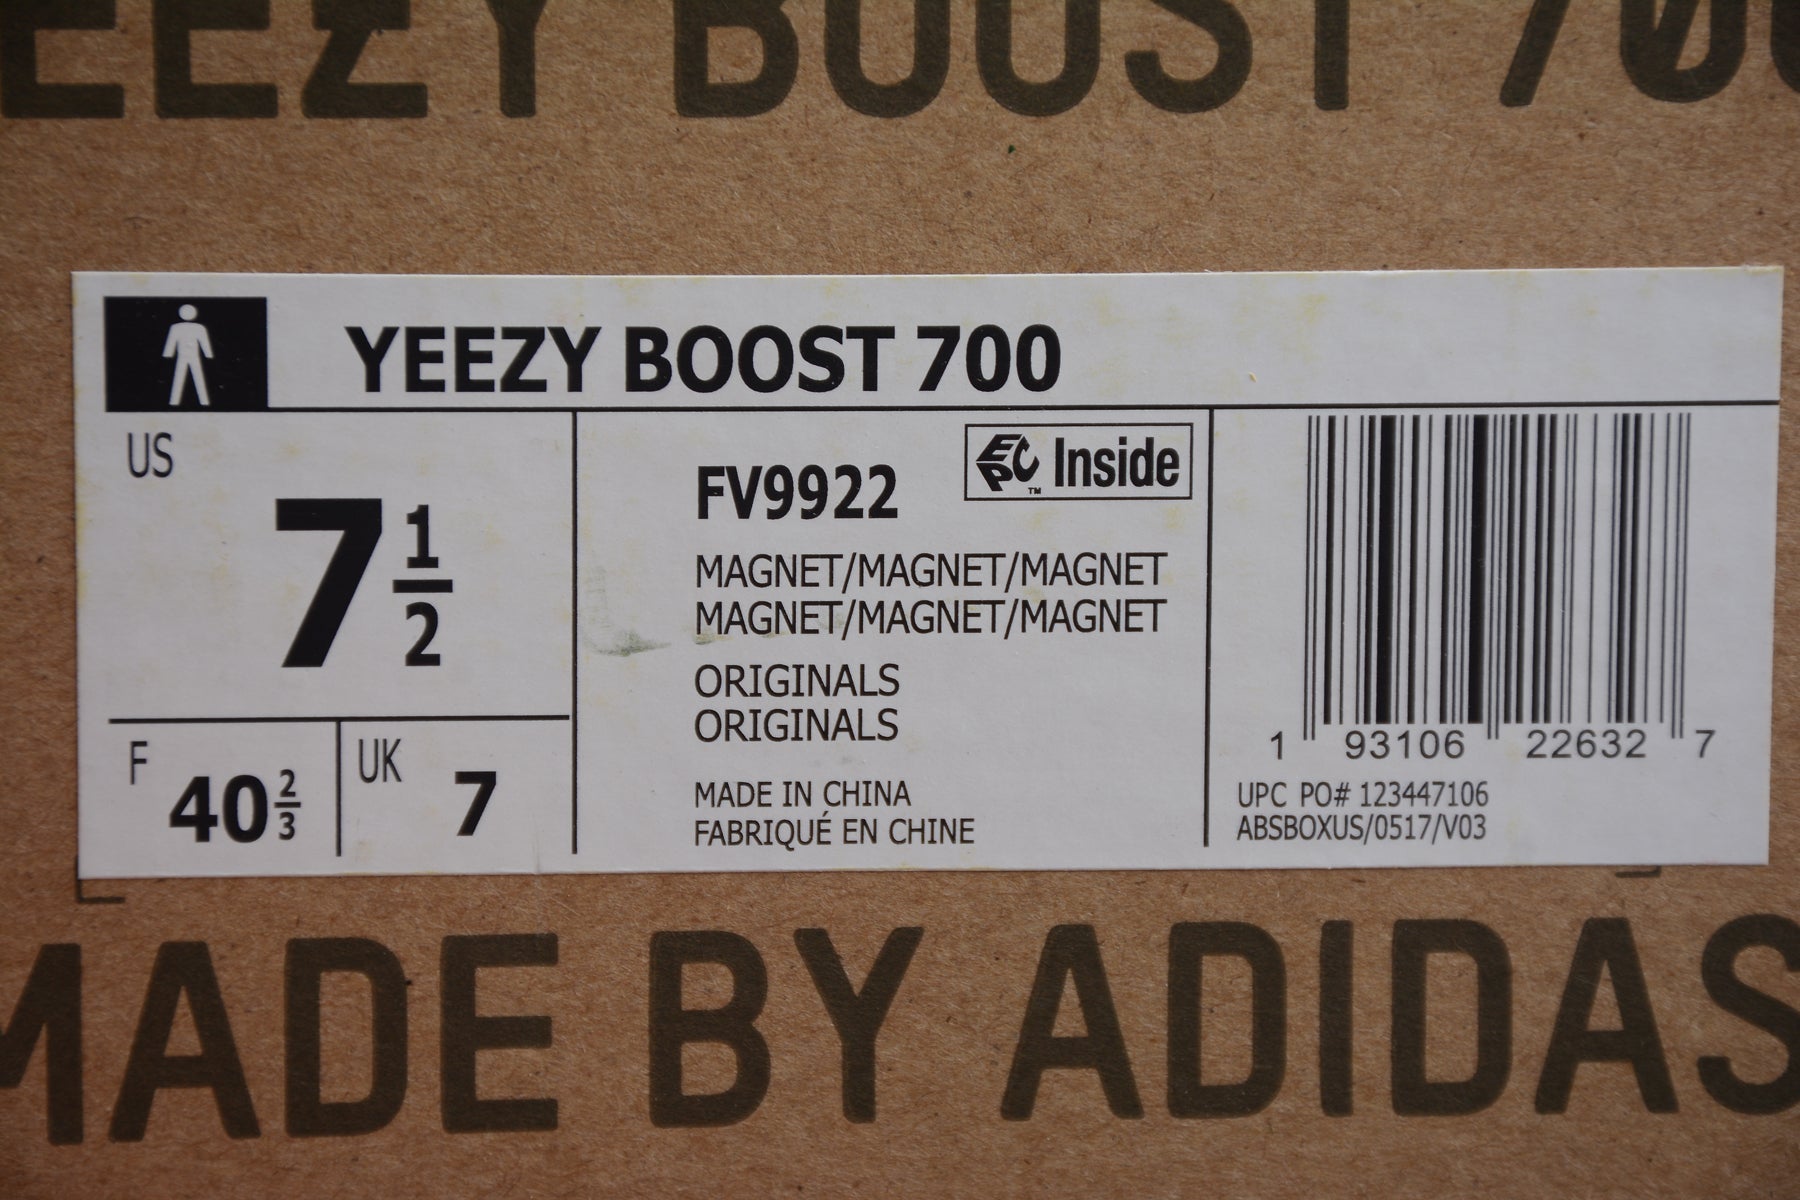 EEZY BOOST 700
YEEZY BOOST 700
US
7 1/2
F
40 2/3
UK
7
FV9922
EPC™ Inside
MAGNET/MAGNET/MAGNET
MAGNET/MAGNET/MAGNET
ORIGINALS
ORIGINALS
MADE IN CHINA
FABRIQUÉ EN CHINE
1 93106 22632 7
UPC PO# 123447106
ABSBOXUS/0517/V03
MADE BY ADIDAS